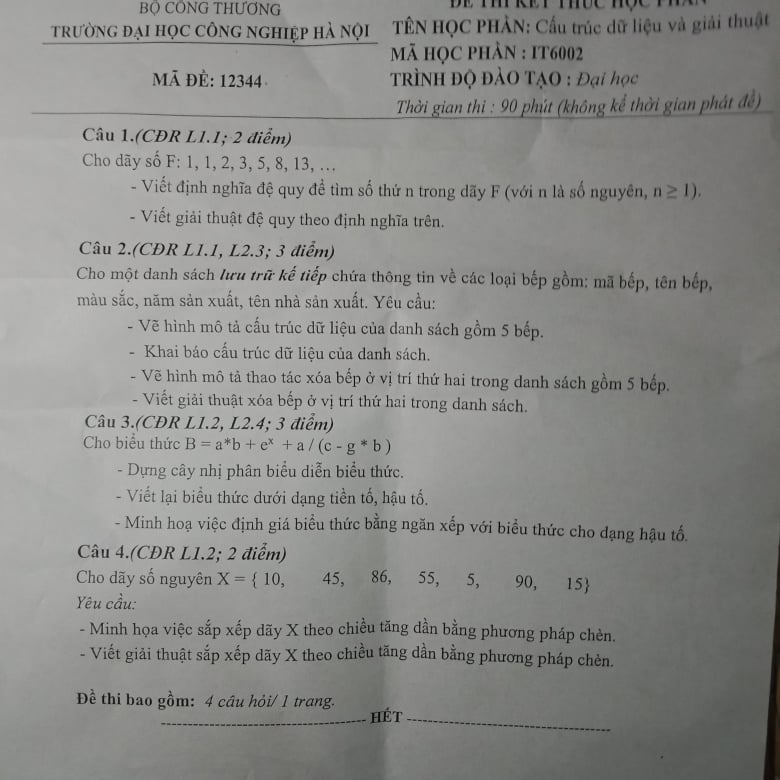 BỘ CÔNG THƯƠNG
TRƯỜNG ĐẠI HỌC CÔNG NGHIỆP HÀ NỘI
MÃ ĐỀ: 12344
ĐỀ THI KẾT THÚC HỌC PHẦN
TÊN HỌC PHẦN: Cấu trúc dữ liệu và giải thuật
MÃ HỌC PHẦN : IT6002
TRÌNH ĐỘ ĐÀO TẠO : Đại học
Thời gian thi : 90 phút (không kể thời gian phát đề)
Câu 1.(CĐR L1.1; 2 điểm)
Cho dãy số F: 1, 1, 2, 3, 5, 8, 13, …
- Viết định nghĩa đệ quy để tìm số thứ n trong dãy F (với n là số nguyên, n ≥ 1).
- Viết giải thuật đệ quy theo định nghĩa trên.
Câu 2.(CĐR L1.1, L2.3; 3 điểm)
Cho một danh sách lưu trữ kế tiếp chứa thông tin về các loại bếp gồm: mã bếp, tên bếp,
màu sắc, năm sản xuất, tên nhà sản xuất. Yêu cầu:
- Vẽ hình mô tả cấu trúc dữ liệu của danh sách gồm 5 bếp.
- Khai báo cấu trúc dữ liệu của danh sách.
- Vẽ hình mô tả thao tác xóa bếp ở vị trí thứ hai trong danh sách gồm 5 bếp.
- Viết giải thuật xóa bếp ở vị trí thứ hai trong danh sách.
Câu 3.(CĐR L1.2, L2.4; 3 điểm)
Cho biểu thức B = a*b + eˣ + a / (c - g * b )
- Dựng cây nhị phân biểu diễn biểu thức.
- Viết lại biểu thức dưới dạng tiền tố, hậu tố.
- Minh hoạ việc định giá biểu thức bằng ngăn xếp với biểu thức cho dạng hậu tố.
Câu 4.(CĐR L1.2; 2 điểm)
Cho dãy số nguyên X = { 10, 45, 86, 55, 5, 90, 15}
Yêu cầu:
- Minh họa việc sắp xếp dãy X theo chiều tăng dần bằng phương pháp chèn.
- Viết giải thuật sắp xếp dãy X theo chiều tăng dần bằng phương pháp chèn.
Đề thi bao gồm: 4 câu hỏi/ 1 trang.
HẾT